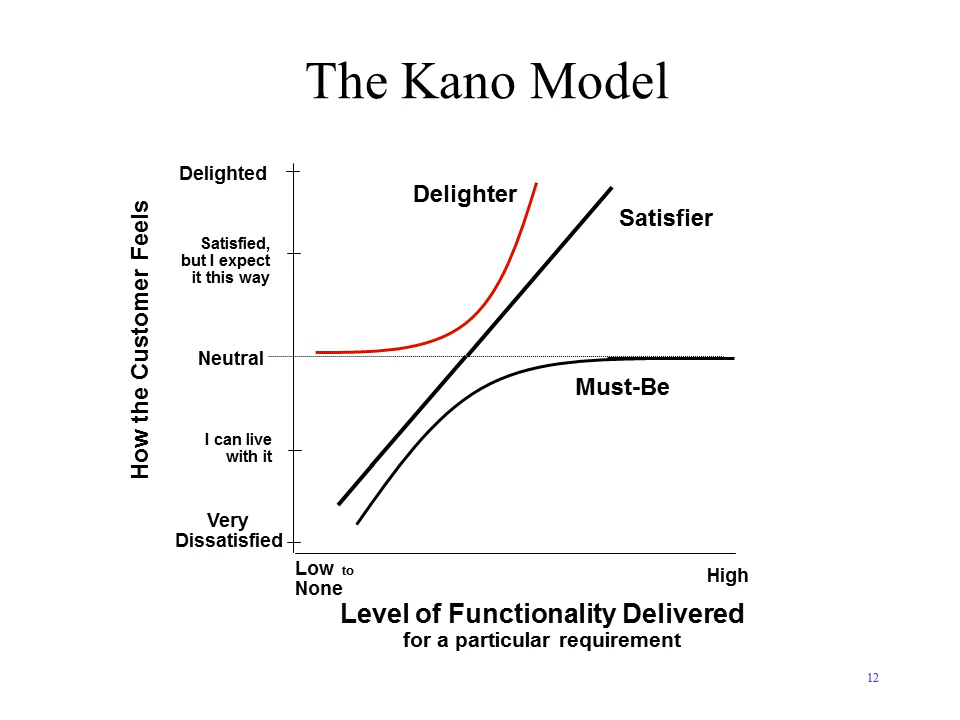 The Kano Model
Delighted
Delighter
Satisfier
Satisfied,
but I expect
it this way
How the Customer Feels
Neutral
Must-Be
I can live
with it
Very
Dissatisfied
Low to
None
High
Level of Functionality Delivered
for a particular requirement
12